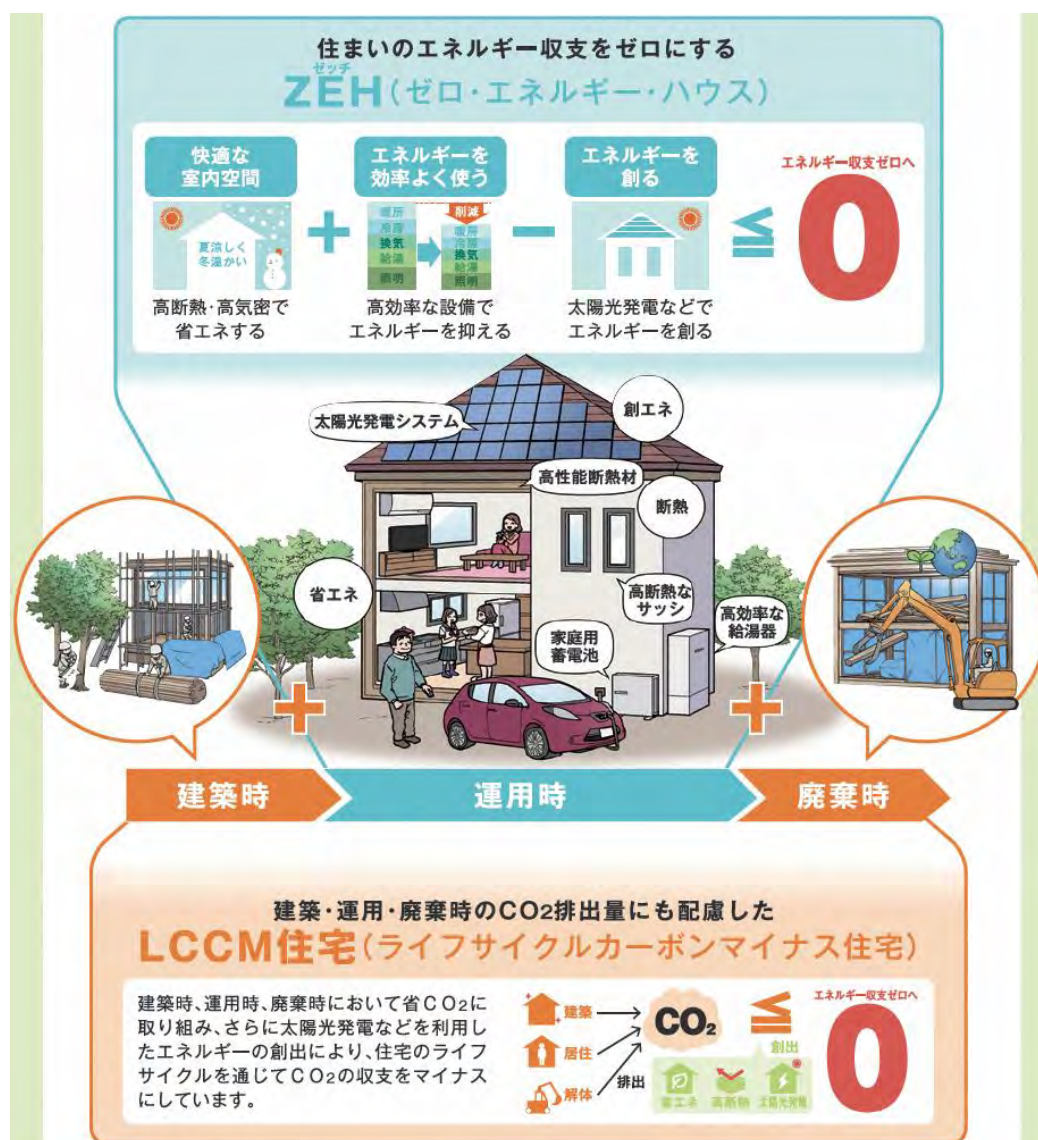 住まいのエネルギー収支をゼロにする
ゼッチ
ZEH(ゼロ・エネルギー・ハウス)
快適な
室内空間
夏涼しく
冬温かい
高断熱・高気密で
省エネする
+
エネルギーを
効率よく使う
暖房
冷房
換気
給湯
照明
削減
暖房
冷房
換気
給湯
照明
高効率な設備で
エネルギーを抑える
−
エネルギーを
創る
太陽光発電などで
エネルギーを創る
≦
エネルギー収支ゼロへ
0
太陽光発電システム
創エネ
高性能断熱材
断熱
省エネ
高断熱な
サッシ
高効率な
給湯器
家庭用
蓄電池
+
+
建築時
運用時
廃棄時
建築・運用・廃棄時のCO2排出量にも配慮した
LCCM住宅(ライフサイクルカーボンマイナス住宅)
建築時、運用時、廃棄時において省CO2に
取り組み、さらに太陽光発電などを利用し
たエネルギーの創出により、住宅のライフ
サイクルを通じてCO2の収支をマイナス
にしています。
建築
居住
解体
排出
CO2
≦
創出
省エネ
高断熱
太陽光発電
エネルギー収支ゼロへ
0